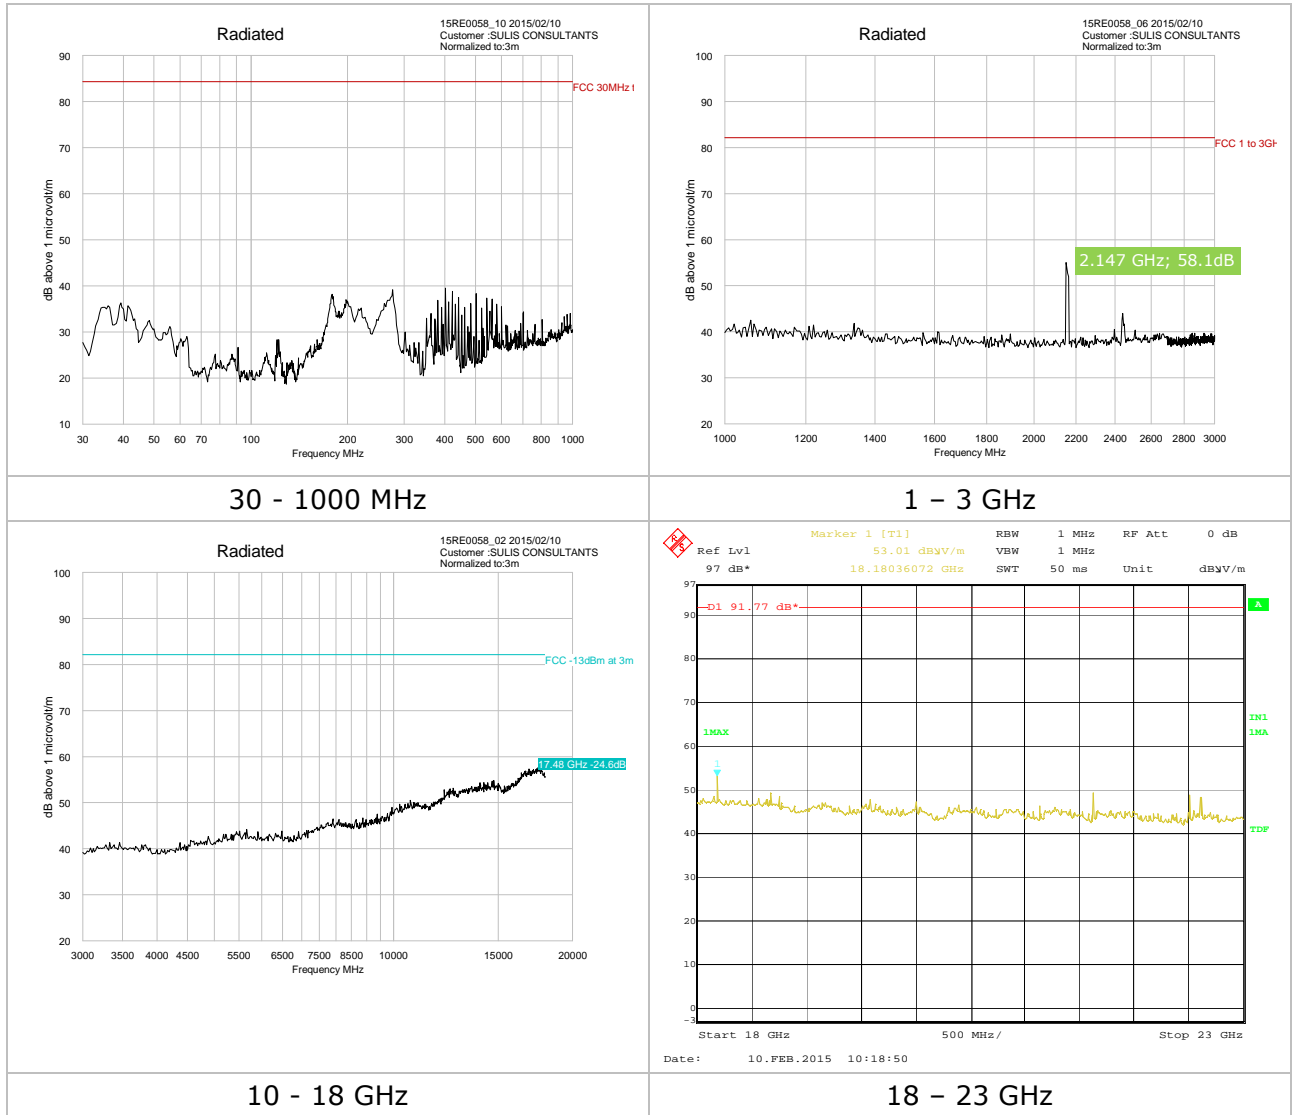 Radiated
15RE0058_10 2015/02/10
Customer :SULIS CONSULTANTS
Normalized to:3m
90
80
70
60
50
40
30
20
10
dB above 1 microvolt/m
FCC 30MHz t
30 40 50 60 70 100 200 300 400 500 600 800 1000
Frequency MHz
30 - 1000 MHz
Radiated
15RE0058_06 2015/02/10
Customer :SULIS CONSULTANTS
Normalized to:3m
100
90
80
70
60
50
40
30
20
dB above 1 microvolt/m
FCC 1 to 3GH
2.147 GHz; 58.1dB
1000 1200 1400 1600 1800 2000 2200 2400 2600 2800 3000
Frequency MHz
1 – 3 GHz
Radiated
15RE0058_02 2015/02/10
Customer :SULIS CONSULTANTS
Normalized to:3m
100
90
80
70
60
50
40
30
20
dB above 1 microvolt/m
FCC -13dBm at 3m
17.48 GHz -24.6dB
3000 3500 4000 4500 5500 6500 7500 8500 10000 15000 20000
Frequency MHz
10 - 18 GHz
R S
Marker 1 [T1] RBW 1 MHz RF Att 0 dB
Ref Lvl 53.01 dBµV/m VBW 1 MHz
97 dB* 18.18036072 GHz SWT 50 ms Unit dBµV/m
97
D1 91.77 dB*
A
90
80
70
IN1
1MAX 1MA
60
1
50
40
TDF
30
20
10
0
-3
Start 18 GHz 500 MHz/ Stop 23 GHz
Date: 10.FEB.2015 10:18:50
18 – 23 GHz